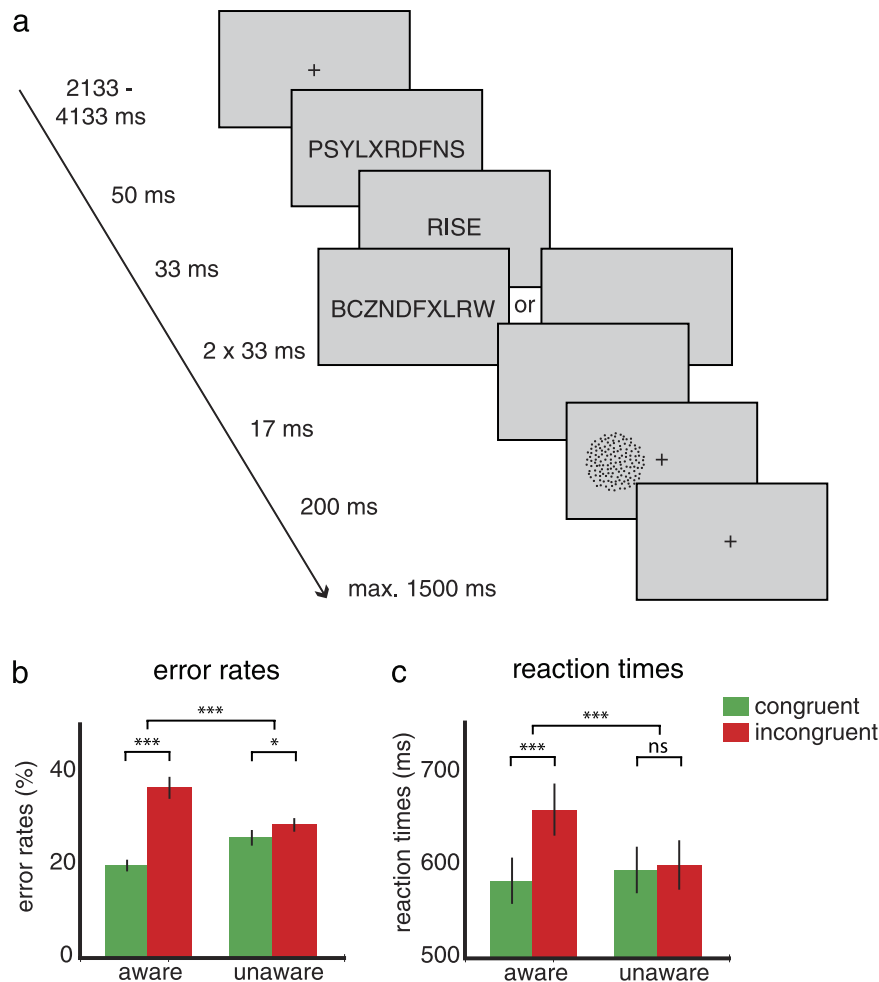 a
+
2133 -
4133 ms
PSYLXRDFNS
50 ms
RISE
33 ms
BCZNDFXLRW or
2 x 33 ms
17 ms
+
200 ms
+
max. 1500 ms
b error rates
error rates (%)
40
20
0
***
***
*
aware unaware
c reaction times
reaction times (ms)
700
600
500
***
***
ns
aware unaware
congruent
incongruent